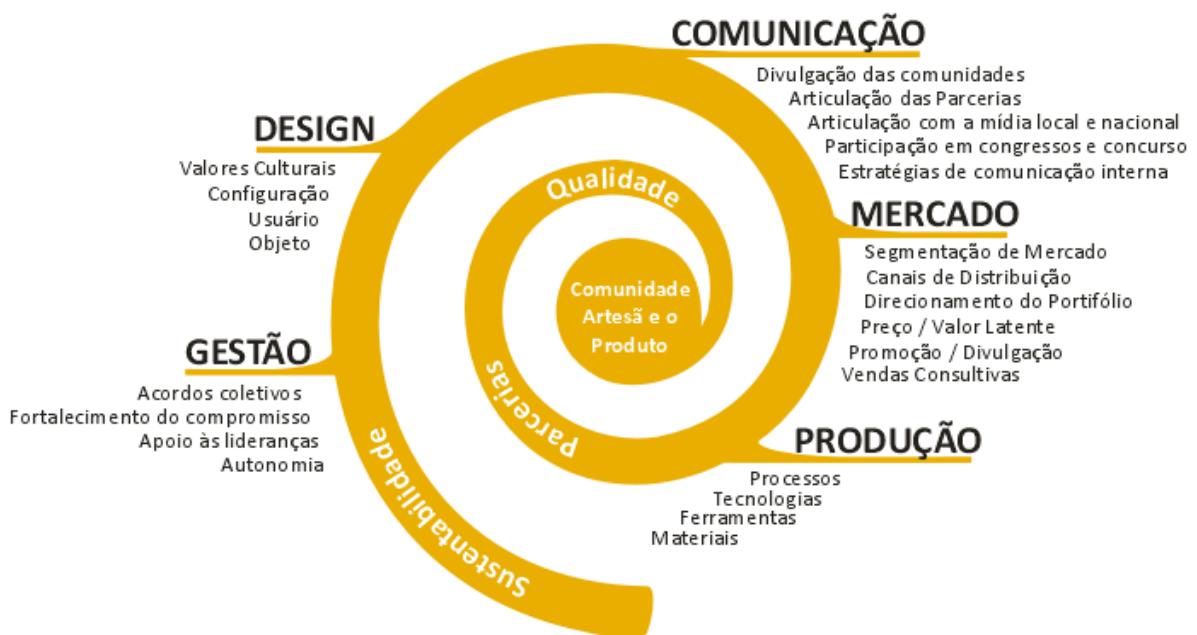 COMUNICAÇÃO
Divulgação das comunidades
Articulação das Parcerias
Articulação com a mídia local e nacional
Participação em congressos e concurso
Estratégias de comunicação interna
DESIGN
Valores Culturais
Configuração
Usuário
Objeto
MERCADO
Segmentação de Mercado
Canais de Distribuição
Direcionamento do Portifólio
Preço / Valor Latente
Promoção / Divulgação
Vendas Consultivas
GESTÃO
Acordos coletivos
Fortalecimento do compromisso
Apoio às lideranças
Autonomia
PRODUÇÃO
Processos
Tecnologias
Ferramentas
Materiais
Qualidade
Comunidade
Artesã e o
Produto
Parcerias
Sustentabilidade